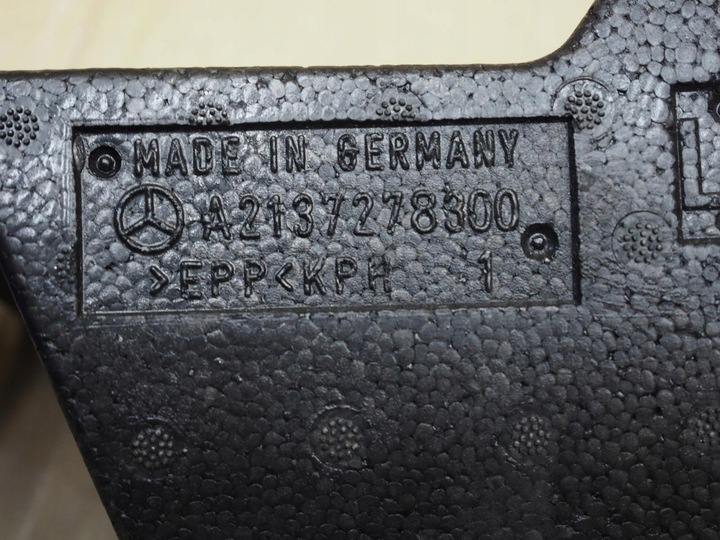 MADE IN GERMANY
A2137278300
>EPP<KPH 1
L